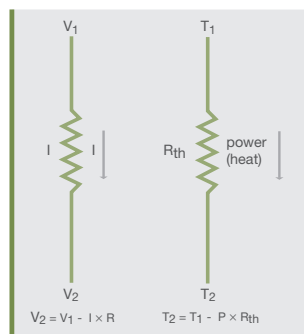 V1
T1
I
I
Rth
power
(heat)
V2
T2
V2 = V1 - I × R
T2 = T1 - P × Rth